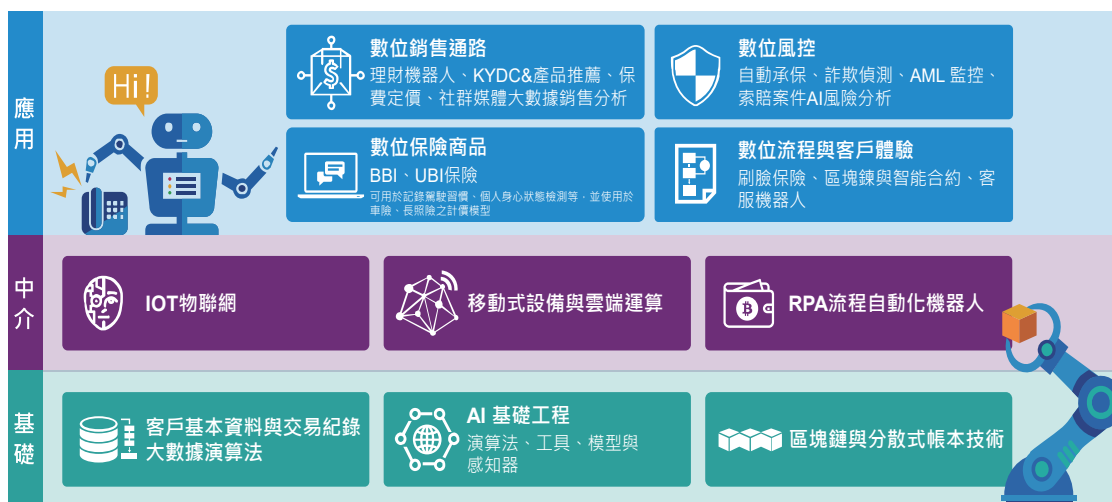 應用
Hi!
數位銷售通路
理財機器人、KYDC&產品推薦、保
費定價、社群媒體大數據銷售分析
數位風控
自動承保、詐欺偵測、AML 監控、
索賠案件AI風險分析
數位保險商品
BBI、UBI保險
可用於記錄駕駛習慣、個人身心狀態檢測等，並使用於
車險、長照險之計價模型
數位流程與客戶體驗
刷臉保險、區塊鍊與智能合約、客
服機器人
中介
IOT物聯網
移動式設備與雲端運算
RPA流程自動化機器人
基礎
客戶基本資料與交易紀錄
大數據演算法
AI 基礎工程
演算法、工具、模型與
感知器
區塊鏈與分散式帳本技術